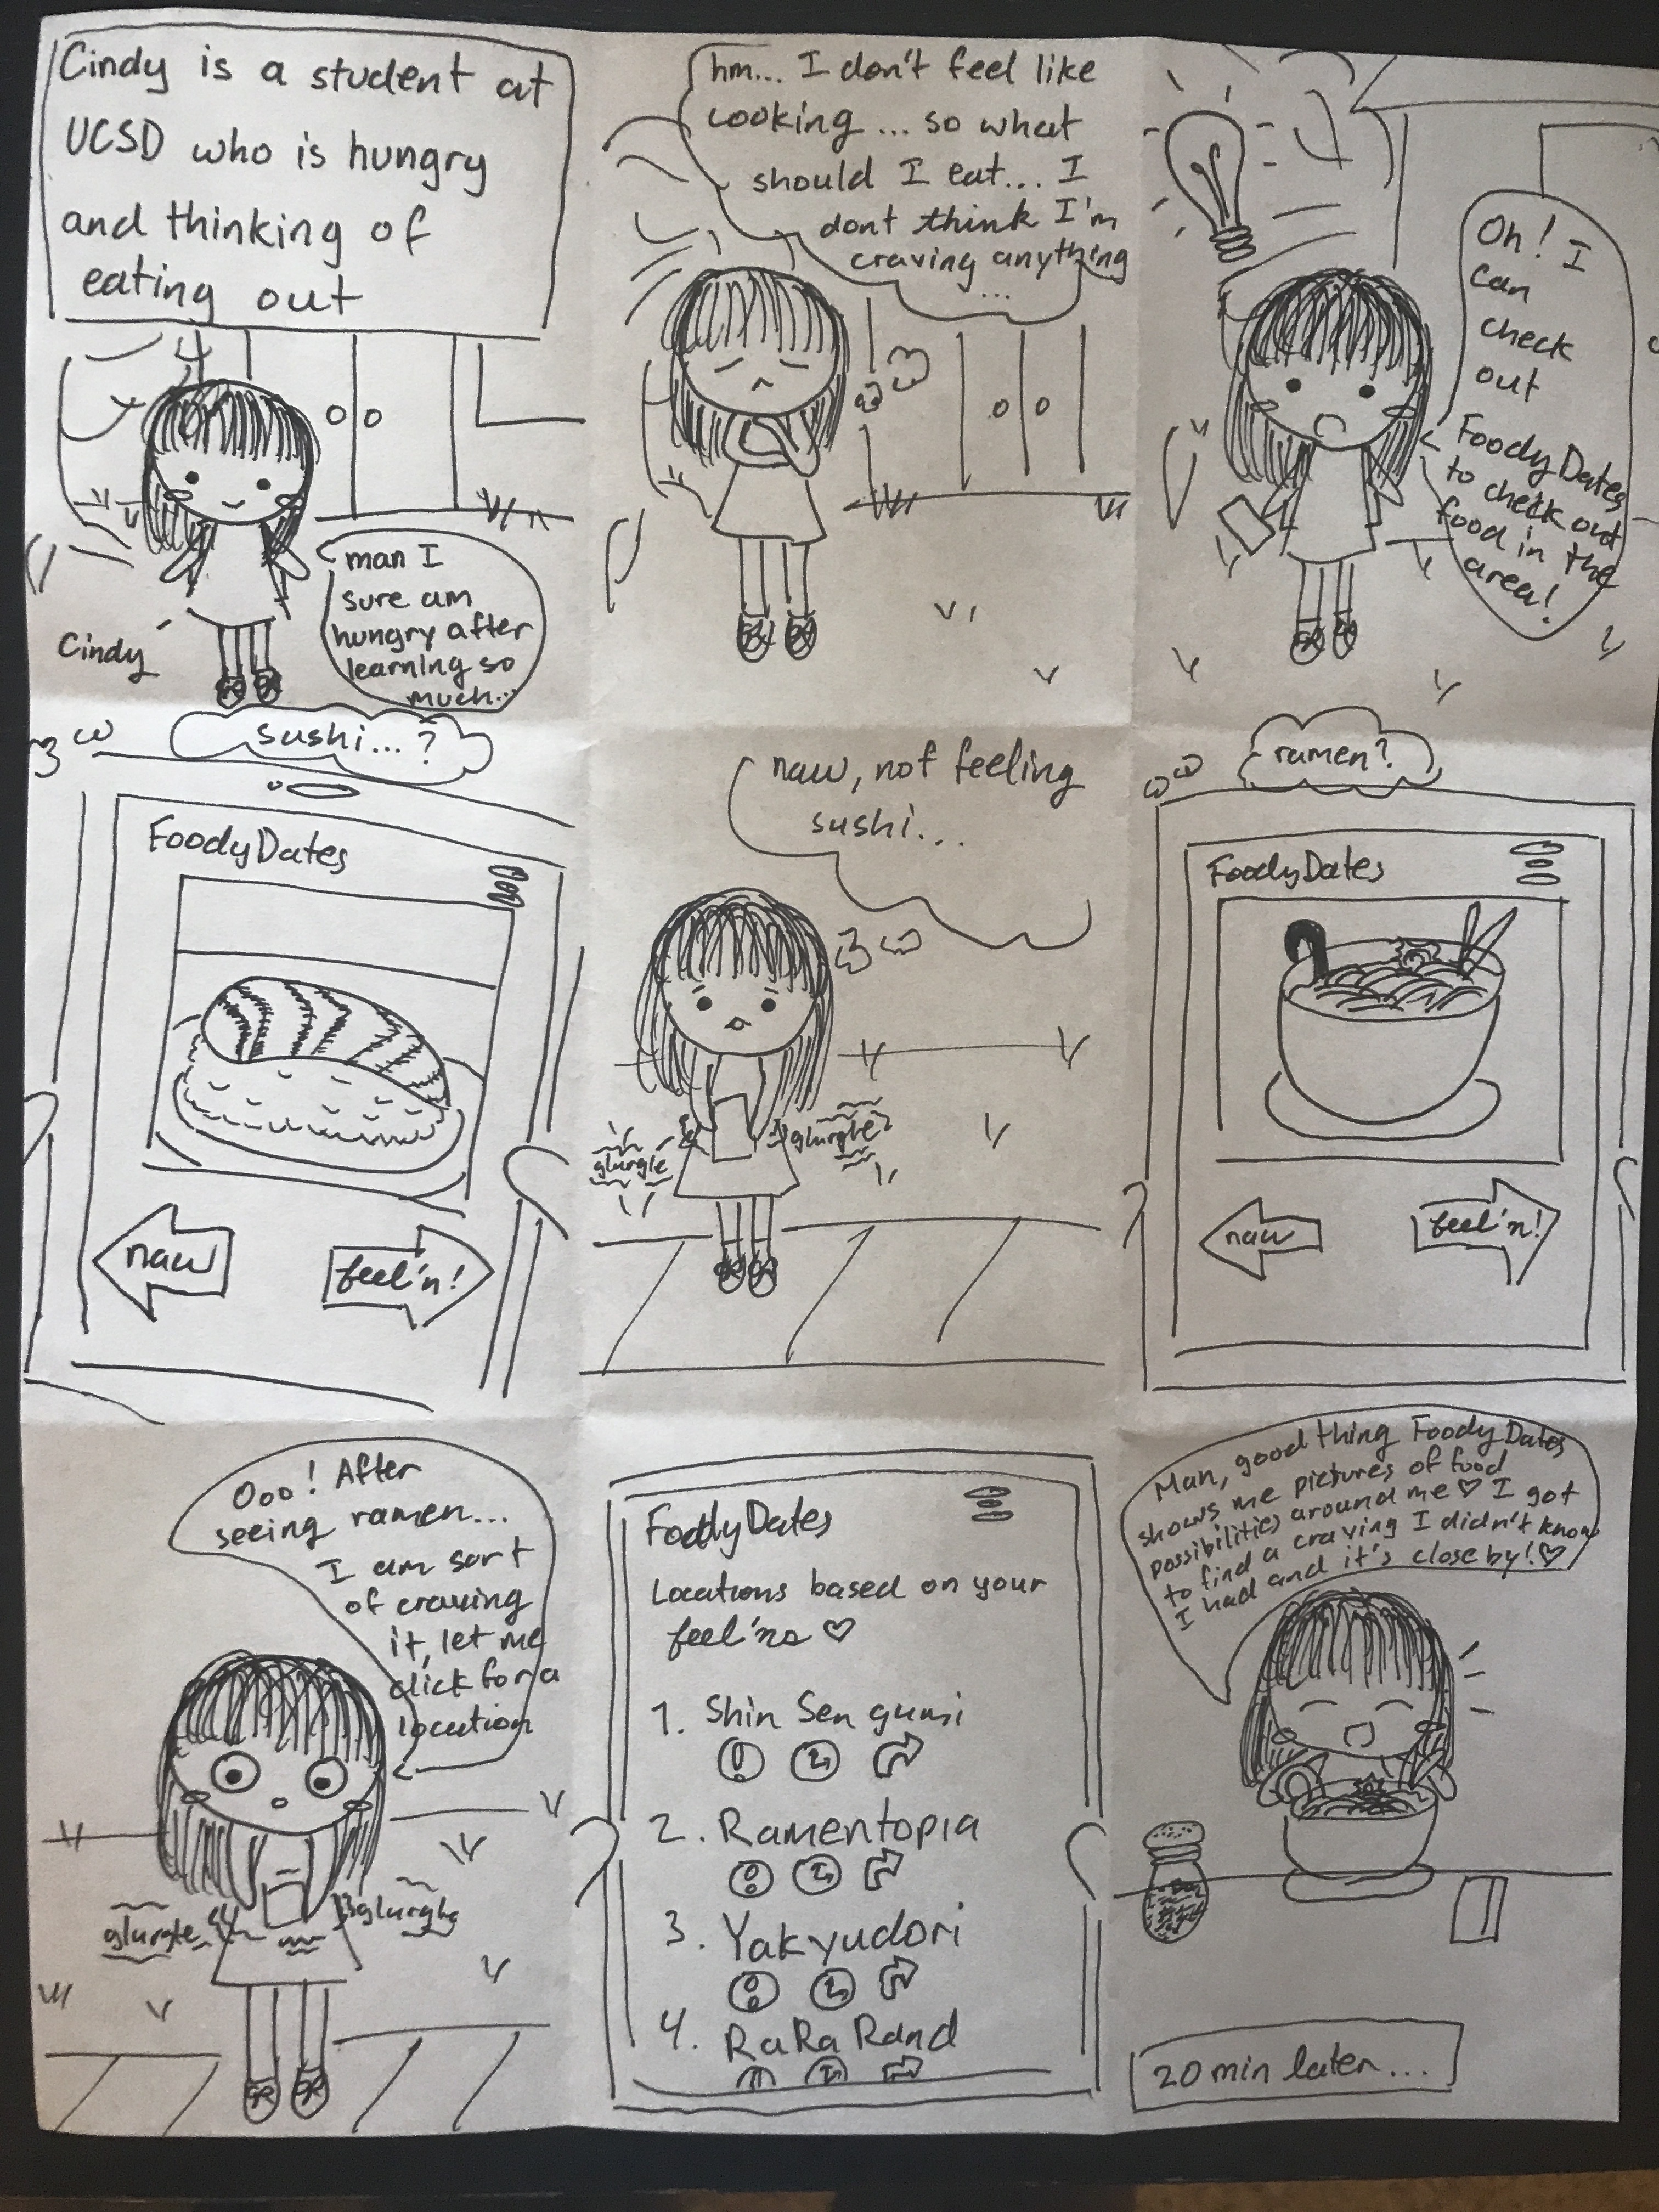 Cindy is a student at
UCSD who is hungry
and thinking of
eating out
Cindy
man I
sure am
hungry after
learning so
much...
hm... I don't feel like
cooking... so what
should I eat... I
dont think I'm
craving anything
...
Oh! I
can
check
out
FoodyDates
to check out
food in the
area!
sushi...?
FoodyDates
naw
feel'n!
naw, not feeling
sushi...
glurgle
glurgle
ramen?
FoodyDates
naw
feel'n!
Ooo! After
seeing ramen...
I am sort
of craving
it, let me
click for a
location
glurgle
glurgle
FoodyDates
Locations based on your
feel'ns ♡
1. Shin Sen gumi
2. Ramentopia
3. Yakyudori
4. RaRa Rand
Man, good thing FoodyDates
shows me pictures of food
possibilities around me ♡ I got
to find a craving I didn't know
I had and it's close by! ♡
20 min later...